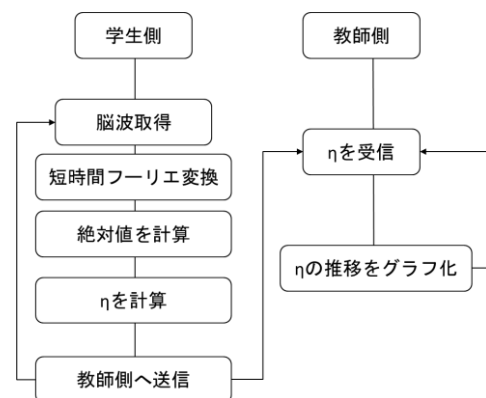 学生側
脳波取得
短時間フーリエ変換
絶対値を計算
ηを計算
教師側へ送信
教師側
ηを受信
ηの推移をグラフ化